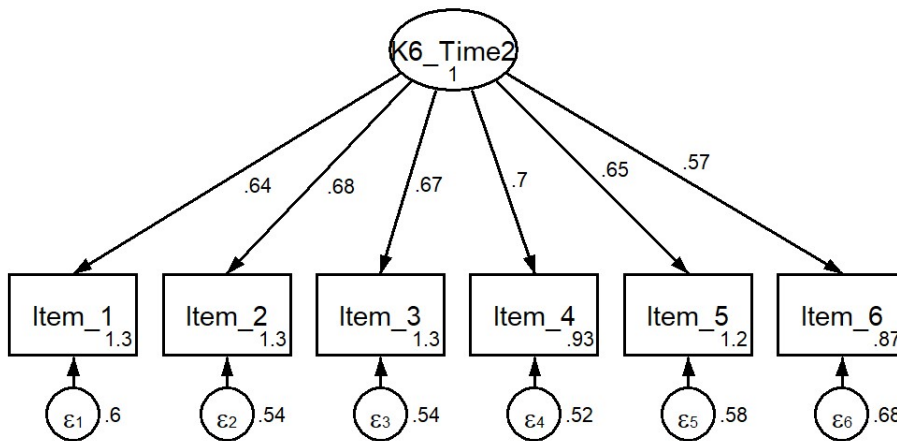 K6_Time2
1
.64
.68
.67
.7
.65
.57
Item_1
1.3
Item_2
1.3
Item_3
1.3
Item_4
.93
Item_5
1.2
Item_6
.87
ε1 .6
ε2 .54
ε3 .54
ε4 .52
ε5 .58
ε6 .68